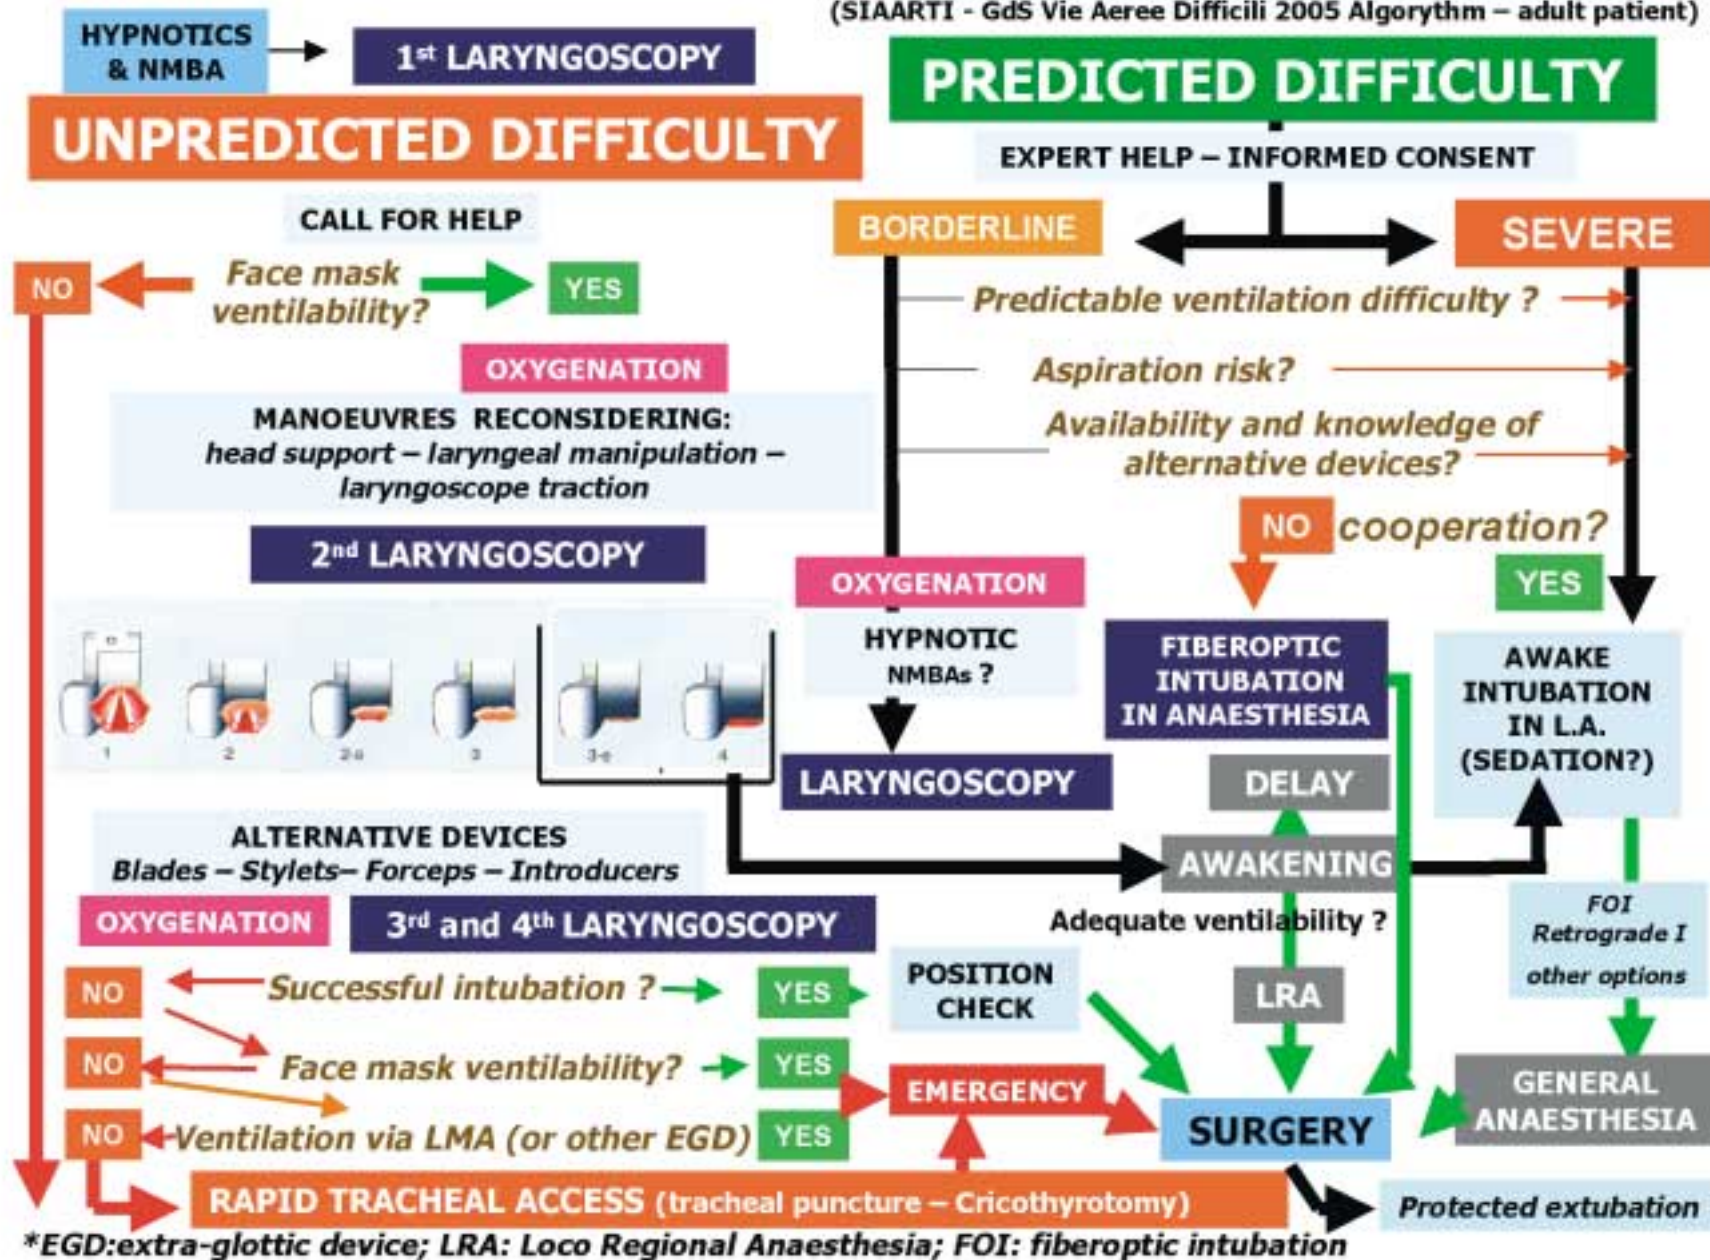 (SIAARTI - GdS Vie Aeree Difficili 2005 Algorythm – adult patient)
HYPNOTICS
& NMBA
1st LARYNGOSCOPY
UNPREDICTED DIFFICULTY
PREDICTED DIFFICULTY
EXPERT HELP – INFORMED CONSENT
CALL FOR HELP
NO
Face mask
ventilability?
YES
BORDERLINE
SEVERE
Predictable ventilation difficulty ?
Aspiration risk?
Availability and knowledge of
alternative devices?
OXYGENATION
MANOEUVRES RECONSIDERING:
head support – laryngeal manipulation –
laryngoscope traction
2nd LARYNGOSCOPY
1
2
3
4
NO
cooperation?
YES
OXYGENATION
HYPNOTIC
NMBAs ?
LARYNGOSCOPY
FIBEROPTIC
INTUBATION
IN ANAESTHESIA
AWAKE
INTUBATION
IN L.A.
(SEDATION?)
DELAY
AWAKENING
Adequate ventilability ?
LRA
FOI
Retrograde I
other options
ALTERNATIVE DEVICES
Blades – Stylets– Forceps – Introducers
OXYGENATION
3rd and 4th LARYNGOSCOPY
NO
Successful intubation ?
YES
POSITION
CHECK
NO
Face mask ventilability?
YES
EMERGENCY
NO
Ventilation via LMA (or other EGD)
YES
SURGERY
GENERAL
ANAESTHESIA
RAPID TRACHEAL ACCESS (tracheal puncture – Cricothyrotomy)
Protected extubation
*EGD:extra-glottic device; LRA: Loco Regional Anaesthesia; FOI: fiberoptic intubation